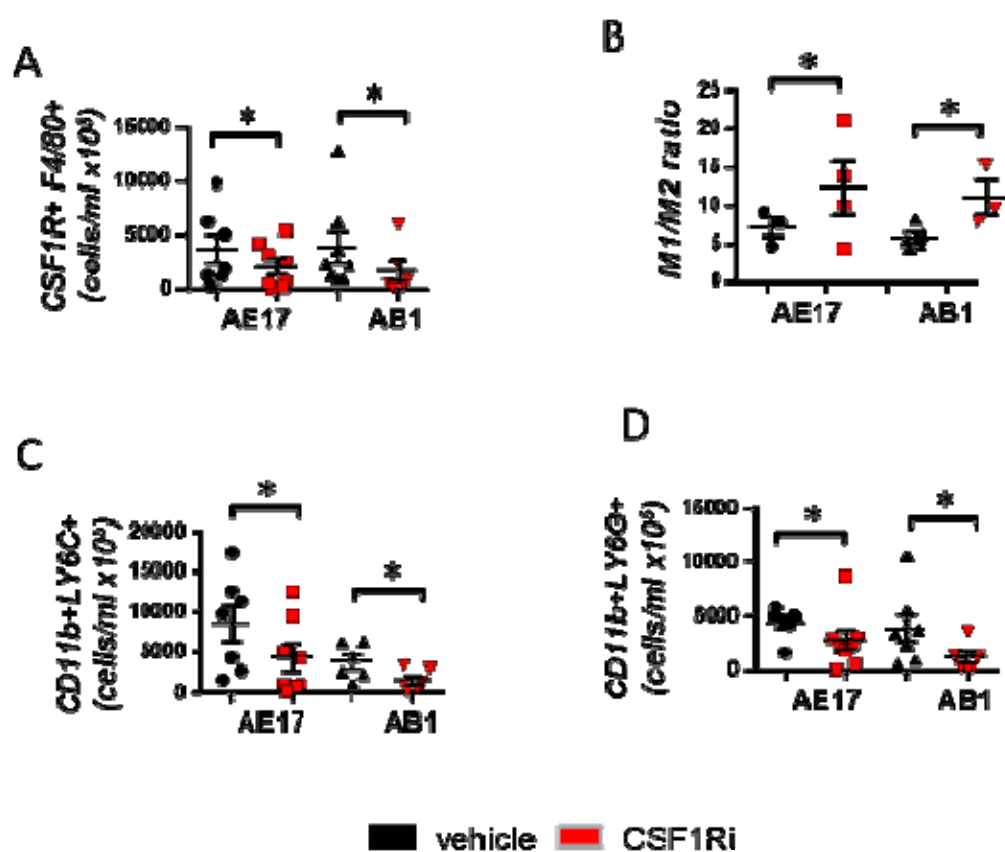 A
CSF1R+ F4/80+
(cells/ml x10⁵)
15000
10000
5000
0
*
*
AE17
AB1
B
M1/M2 ratio
25
20
15
10
5
0
*
*
AE17
AB1
C
CD11b+LY6C+
(cells/ml x10⁵)
20000
15000
10000
5000
0
*
*
AE17
AB1
D
CD11b+LY6G+
(cells/ml x10⁵)
15000
10000
5000
0
*
*
AE17
AB1
vehicle CSF1Ri